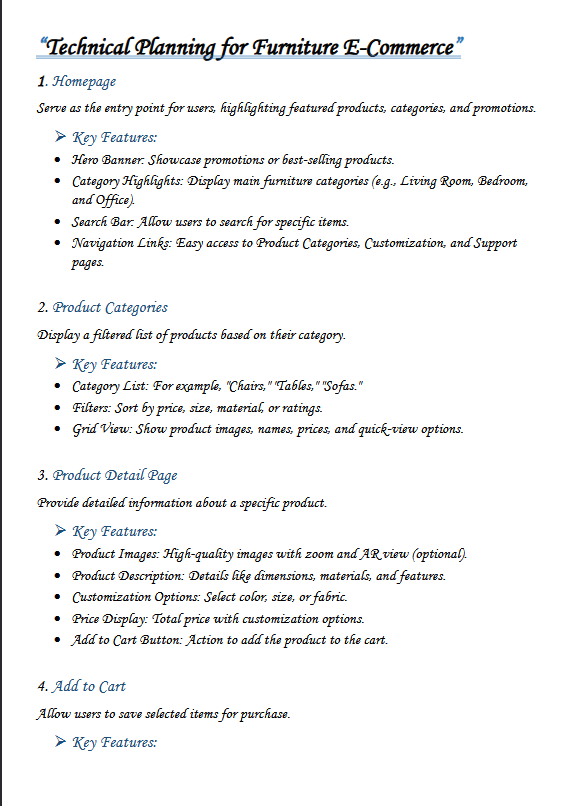 “Technical Planning for Furniture E-Commerce”
1. Homepage
Serve as the entry point for users, highlighting featured products, categories, and promotions.
➢ Key Features:
• Hero Banner: Showcase promotions or best-selling products.
• Category Highlights: Display main furniture categories (e.g., Living Room, Bedroom,
and Office).
• Search Bar: Allow users to search for specific items.
• Navigation Links: Easy access to Product Categories, Customization, and Support
pages.
2. Product Categories
Display a filtered list of products based on their category.
➢ Key Features:
• Category List: For example, "Chairs," "Tables," "Sofas."
• Filters: Sort by price, size, material, or ratings.
• Grid View: Show product images, names, prices, and quick-view options.
3. Product Detail Page
Provide detailed information about a specific product.
➢ Key Features:
• Product Images: High-quality images with zoom and AR view (optional).
• Product Description: Details like dimensions, materials, and features.
• Customization Options: Select color, size, or fabric.
• Price Display: Total price with customization options.
• Add to Cart Button: Action to add the product to the cart.
4. Add to Cart
Allow users to save selected items for purchase.
➢ Key Features: